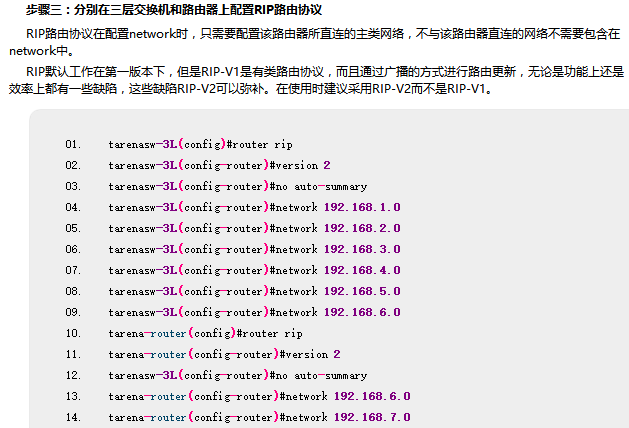 步骤三：分别在三层交换机和路由器上配置RIP路由协议
RIP路由协议在配置network时，只需要配置该路由器所直连的主类网络，不与该路由器直连的网络不需要包含在
network中。
RIP默认工作在第一版本下，但是RIP-V1是有类路由协议，而且通过广播的方式进行路由更新，无论是功能上还是
效率上都有一些缺陷，这些缺陷RIP-V2可以弥补。在使用时建议采用RIP-V2而不是RIP-V1。
01. tarenasw-3L(config)#router rip
02. tarenasw-3L(config-router)#version 2
03. tarenasw-3L(config-router)#no auto-summary
04. tarenasw-3L(config-router)#network 192.168.1.0
05. tarenasw-3L(config-router)#network 192.168.2.0
06. tarenasw-3L(config-router)#network 192.168.3.0
07. tarenasw-3L(config-router)#network 192.168.4.0
08. tarenasw-3L(config-router)#network 192.168.5.0
09. tarenasw-3L(config-router)#network 192.168.6.0
10. tarena-router(config)#router rip
11. tarena-router(config-router)#version 2
12. tarenasw-3L(config-router)#no auto-summary
13. tarena-router(config-router)#network 192.168.6.0
14. tarena-router(config-router)#network 192.168.7.0